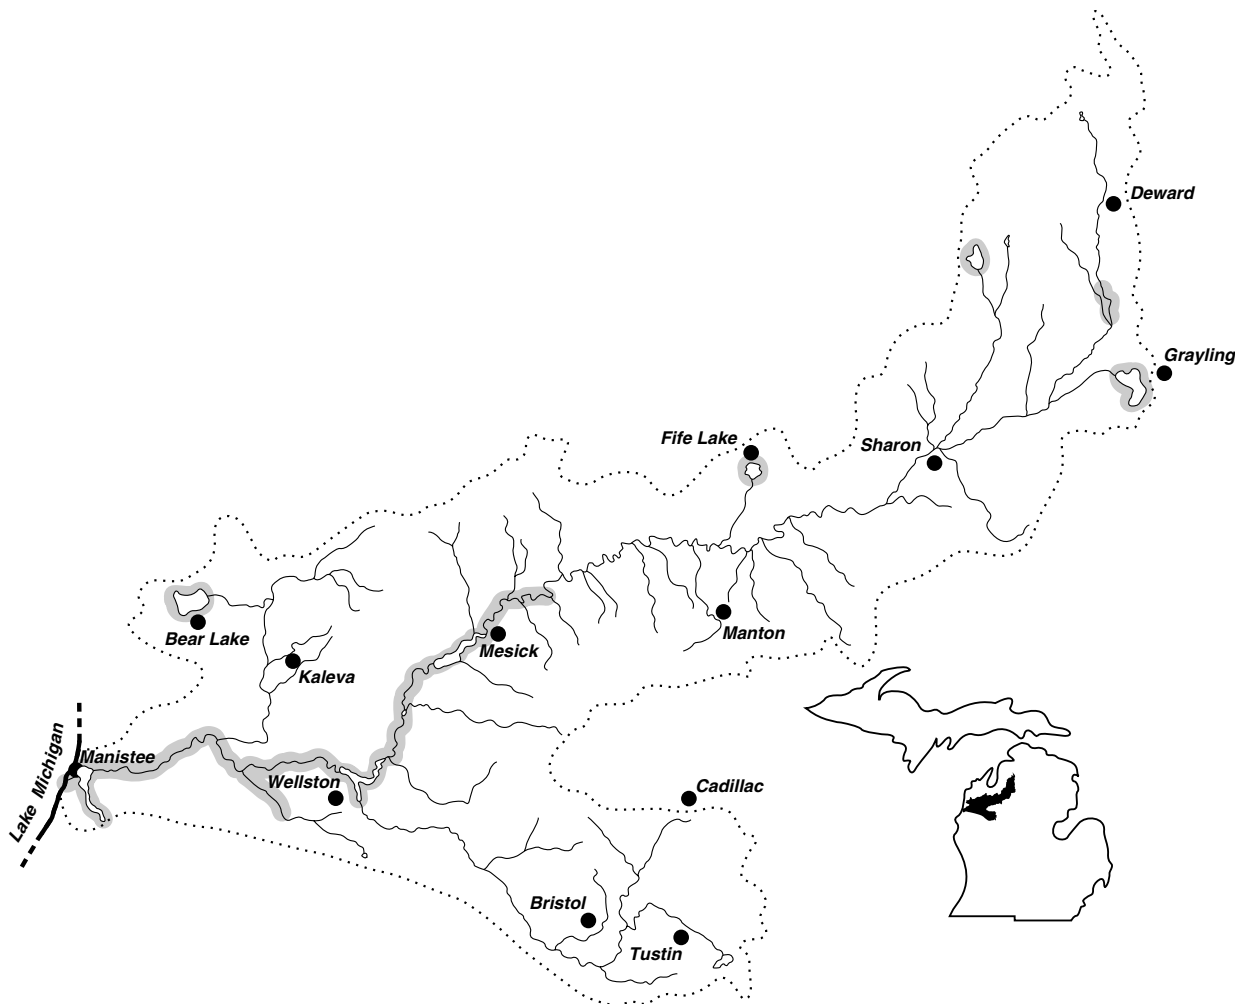 Deward
Grayling
Fife Lake
Sharon
Bear Lake
Manton
Mesick
Kaleva
Lake Michigan
Manistee
Wellston
Cadillac
Bristol
Tustin